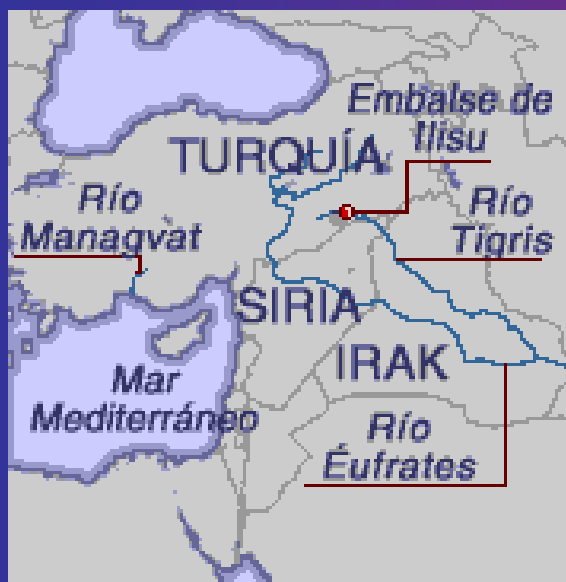 Embalse de
Ilisu
TURQUÍA
Río
Managvat
Río
Tigris
SIRIA
IRAK
Mar
Mediterráneo
Río
Éufrates